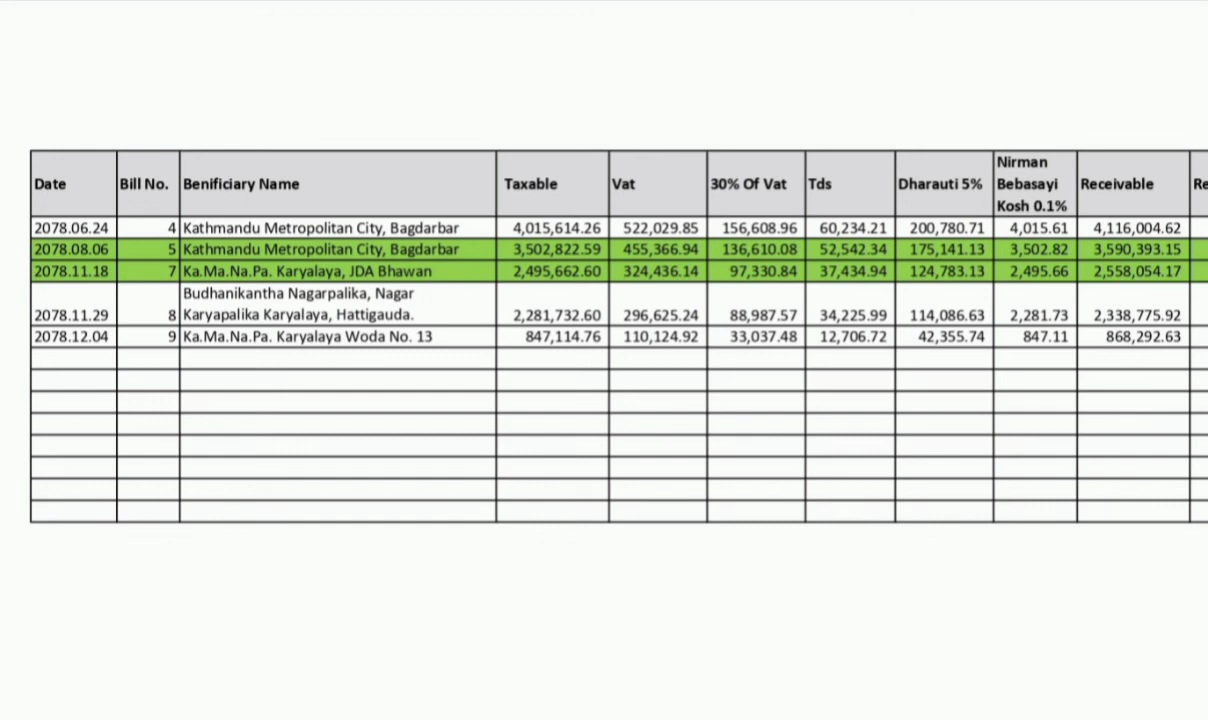 Date Bill No. Benificiary Name Taxable Vat 30% Of Vat Tds Dharauti 5% Nirman Bebasayi Kosh 0.1% Receivable Re
2078.06.24 4 Kathmandu Metropolitan City, Bagdarbar 4,015,614.26 522,029.85 156,608.96 60,234.21 200,780.71 4,015.61 4,116,004.62
2078.08.06 5 Kathmandu Metropolitan City, Bagdarbar 3,502,822.59 455,366.94 136,610.08 52,542.34 175,141.13 3,502.82 3,590,393.15
2078.11.18 7 Ka.Ma.Na.Pa. Karyalaya, JDA Bhawan 2,495,662.60 324,436.14 97,330.84 37,434.94 124,783.13 2,495.66 2,558,054.17
Budhanikantha Nagarpalika, Nagar
2078.11.29 8 Karyapalika Karyalaya, Hattigauda. 2,281,732.60 296,625.24 88,987.57 34,225.99 114,086.63 2,281.73 2,338,775.92
2078.12.04 9 Ka.Ma.Na.Pa. Karyalaya Woda No. 13 847,114.76 110,124.92 33,037.48 12,706.72 42,355.74 847.11 868,292.63